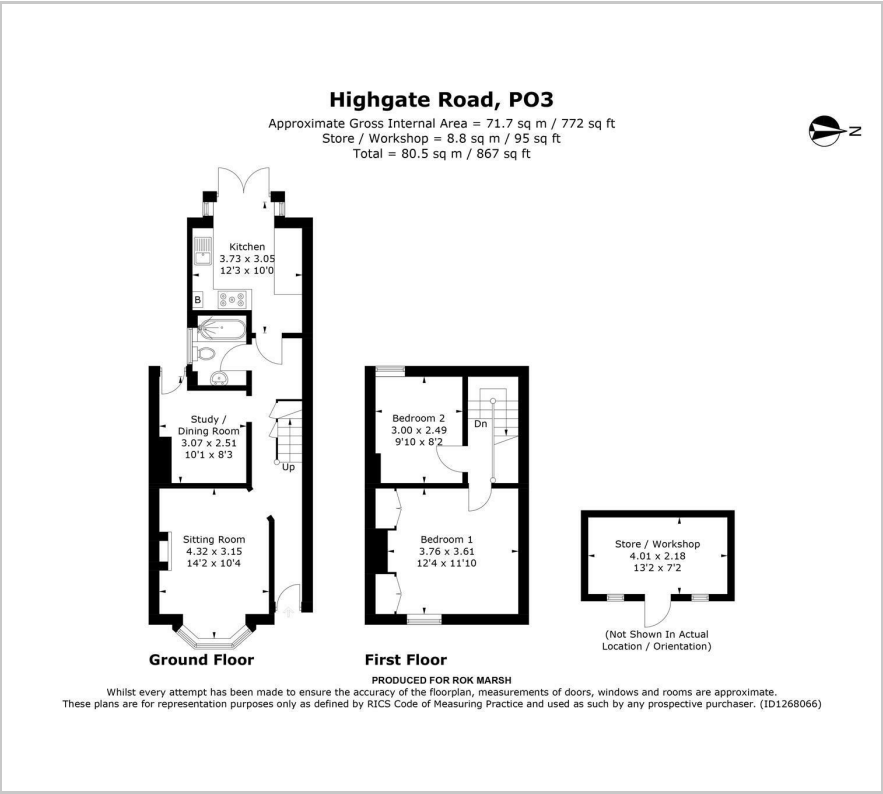 Highgate Road, PO3
Approximate Gross Internal Area = 71.7 sq m / 772 sq ft
Store / Workshop = 8.8 sq m / 95 sq ft
Total = 80.5 sq m / 867 sq ft
N
Kitchen
3.73 x 3.05
12'3 x 10'0
B
Study /
Dining Room
3.07 x 2.51
10'1 x 8'3
Up
Sitting Room
4.32 x 3.15
14'2 x 10'4
Ground Floor
Bedroom 2
3.00 x 2.49
9'10 x 8'2
Dn
Bedroom 1
3.76 x 3.61
12'4 x 11'10
First Floor
Store / Workshop
4.01 x 2.18
13'2 x 7'2
(Not Shown In Actual
Location / Orientation)
PRODUCED FOR ROK MARSH
Whilst every attempt has been made to ensure the accuracy of the floorplan, measurements of doors, windows and rooms are approximate.
These plans are for representation purposes only as defined by RICS Code of Measuring Practice and used as such by any prospective purchaser. (ID1268066)